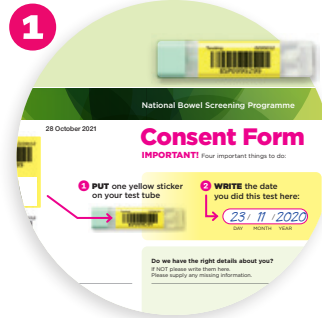 1
BSP0999299
National Bowel Screening Programme
28 October 2021
Consent Form
IMPORTANT! Four important things to do:
1 PUT one yellow sticker
on your test tube
2 WRITE the date
you did this test here:
23 / 11 / 2020
DAY MONTH YEAR
Do we have the right details about you?
If NOT please write them here.
Please supply any missing information.